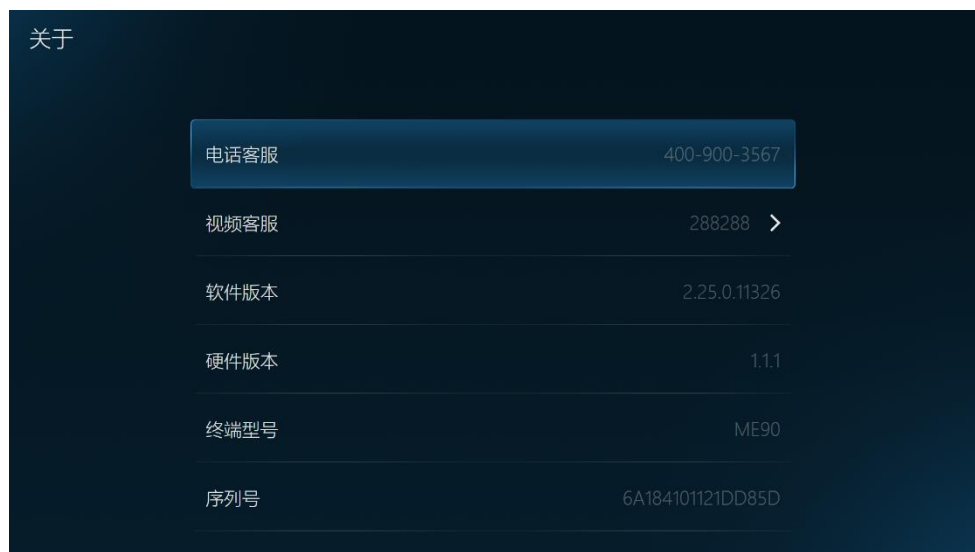 关于
电话客服 400-900-3567
视频客服 288288
软件版本 2.25.0.11326
硬件版本 1.1.1
终端型号 ME90
序列号 6A184101121DD85D